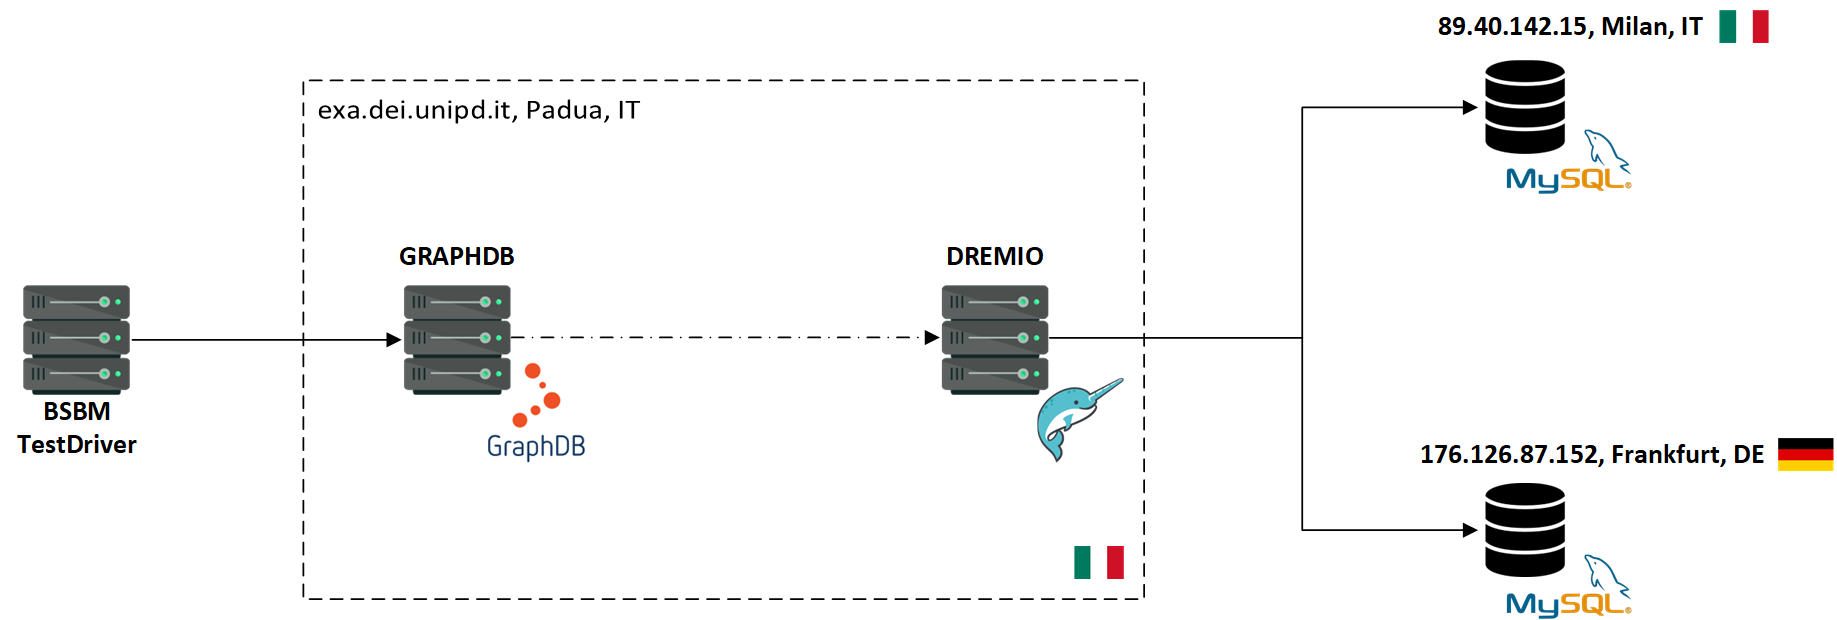 89.40.142.15, Milan, IT
MySQL®
exa.dei.unipd.it, Padua, IT
GRAPHDB
DREMIO
BSBM
TestDriver
GraphDB
176.126.87.152, Frankfurt, DE
MySQL®